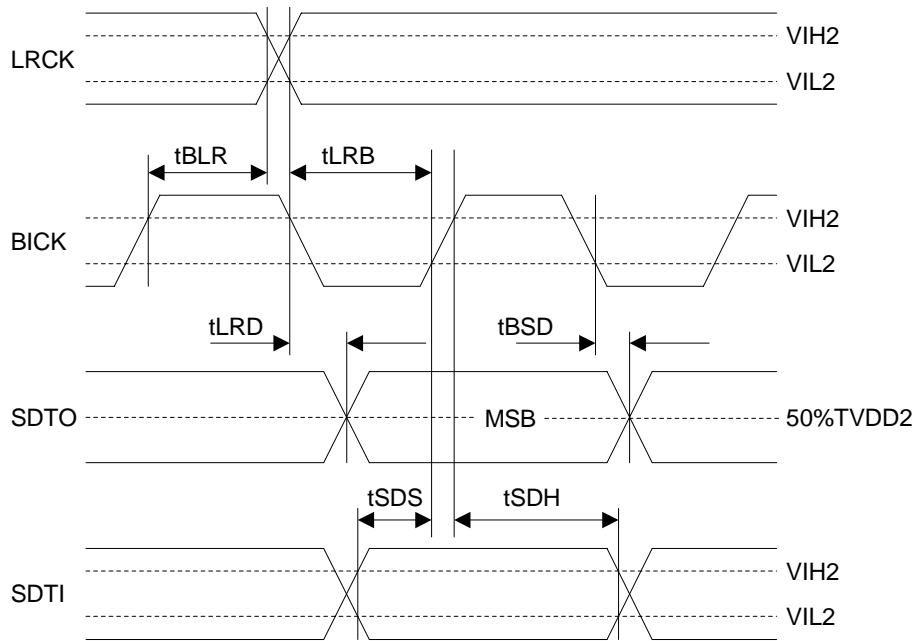 LRCK
VIH2
VIL2
tBLR
tLRB
BICK
VIH2
VIL2
tLRD
tBSD
SDTO
MSB
50%TVDD2
tSDS
tSDH
SDTI
VIH2
VIL2